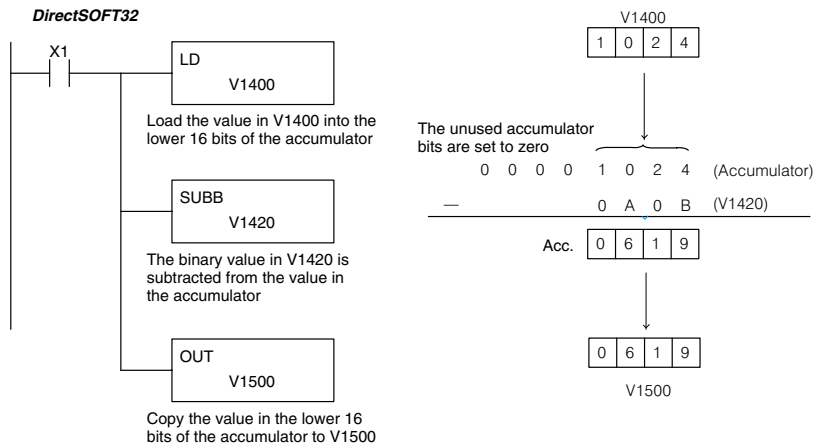 DirectSOFT32
X1
LD
V1400
Load the value in V1400 into the
lower 16 bits of the accumulator
SUBB
V1420
The binary value in V1420 is
subtracted from the value in
the accumulator
OUT
V1500
Copy the value in the lower 16
bits of the accumulator to V1500
V1400
1 0 2 4
The unused accumulator
bits are set to zero
0 0 0 0 1 0 2 4 (Accumulator)
— 0 A 0 B (V1420)
Acc. 0 6 1 9
0 6 1 9
V1500